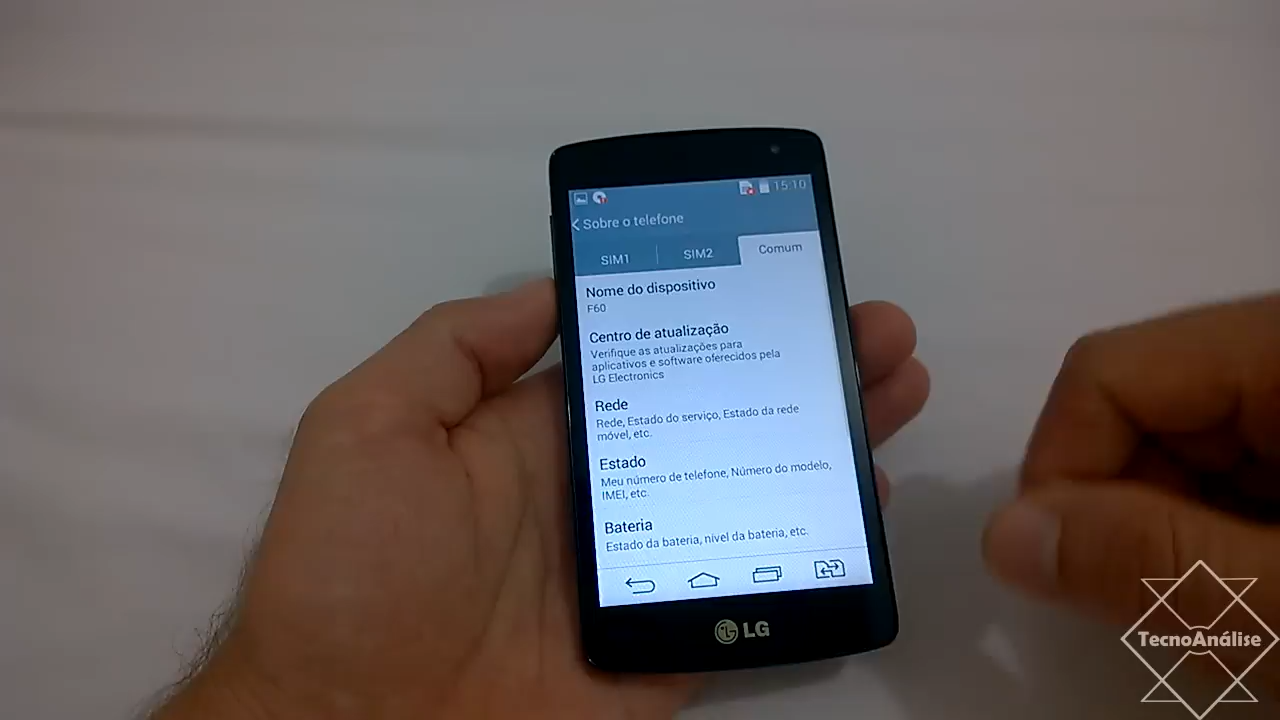 15:10
Sobre o telefone
SIM1 SIM2 Comum
Nome do dispositivo
F60
Centro de atualização
Verifique as atualizações para
aplicativos e software oferecidos pela
LG Electronics
Rede
Rede, Estado do serviço, Estado da rede
móvel, etc.
Estado
Meu número de telefone, Número do modelo,
IMEI, etc.
Bateria
Estado da bateria, nível da bateria, etc.
LG
TecnoAnálise